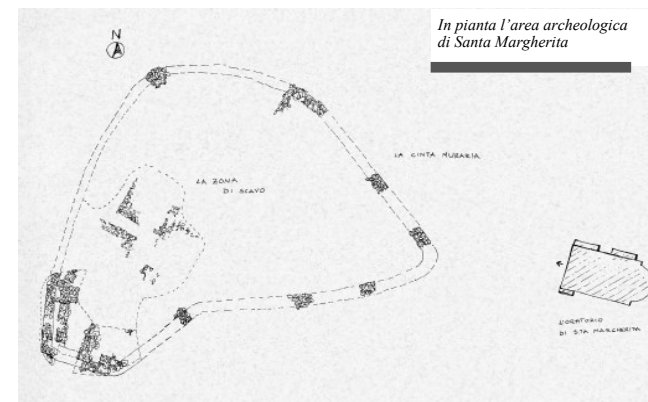 In pianta l’area archeologica
di Santa Margherita
N
LA CINTA MURARIA
LA ZONA
DI SCAVO
L'ORATORIO
DI STA MARGHERITA